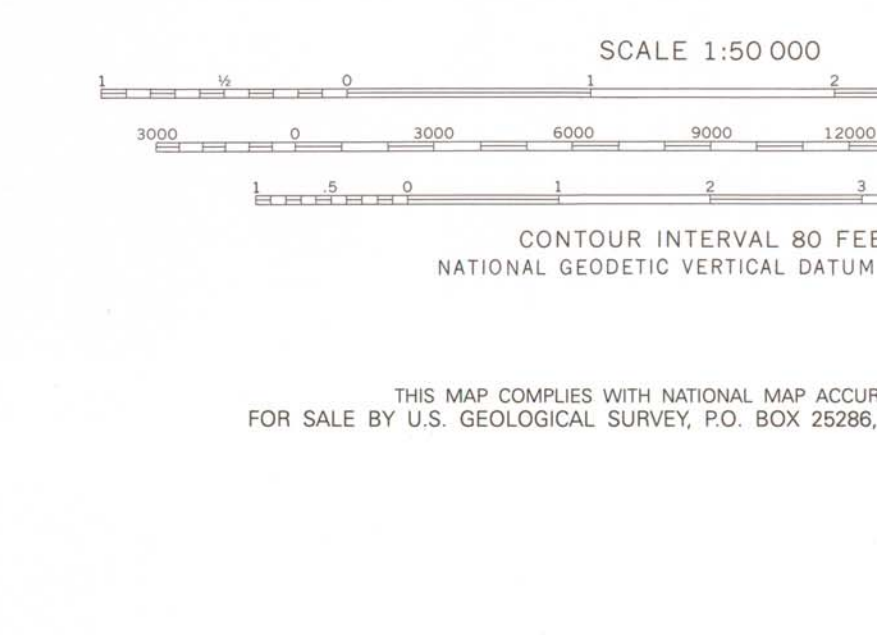 SCALE 1:50 000
1 ½ 0 1 2
3000 0 3000 6000 9000 12000
1 .5 0 1 2 3
CONTOUR INTERVAL 80 FEE
NATIONAL GEODETIC VERTICAL DATUM
THIS MAP COMPLIES WITH NATIONAL MAP ACCUR
FOR SALE BY U.S. GEOLOGICAL SURVEY, P.O. BOX 25286,